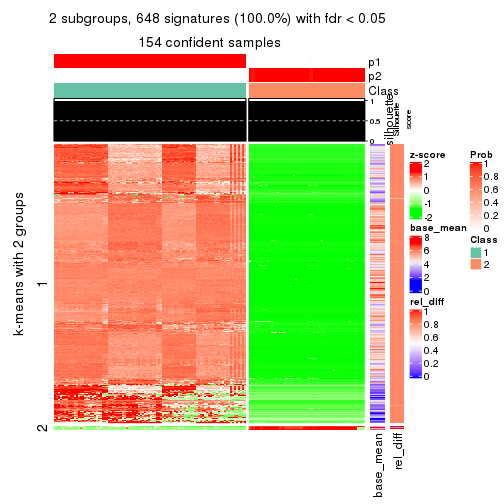 2 subgroups, 648 signatures (100.0%) with fdr < 0.05
154 confident samples
p1
p2
Class
1
0.5
0
silhouette
Silhouette
score
k-means with 2 groups
1
2
base_mean
rel_diff
z-score
2
1
0
-1
-2
base_mean
8
6
4
2
0
rel_diff
1
0.8
0.6
0.4
0.2
0
Prob
1
0.8
0.6
0.4
0.2
0
Class
1
2